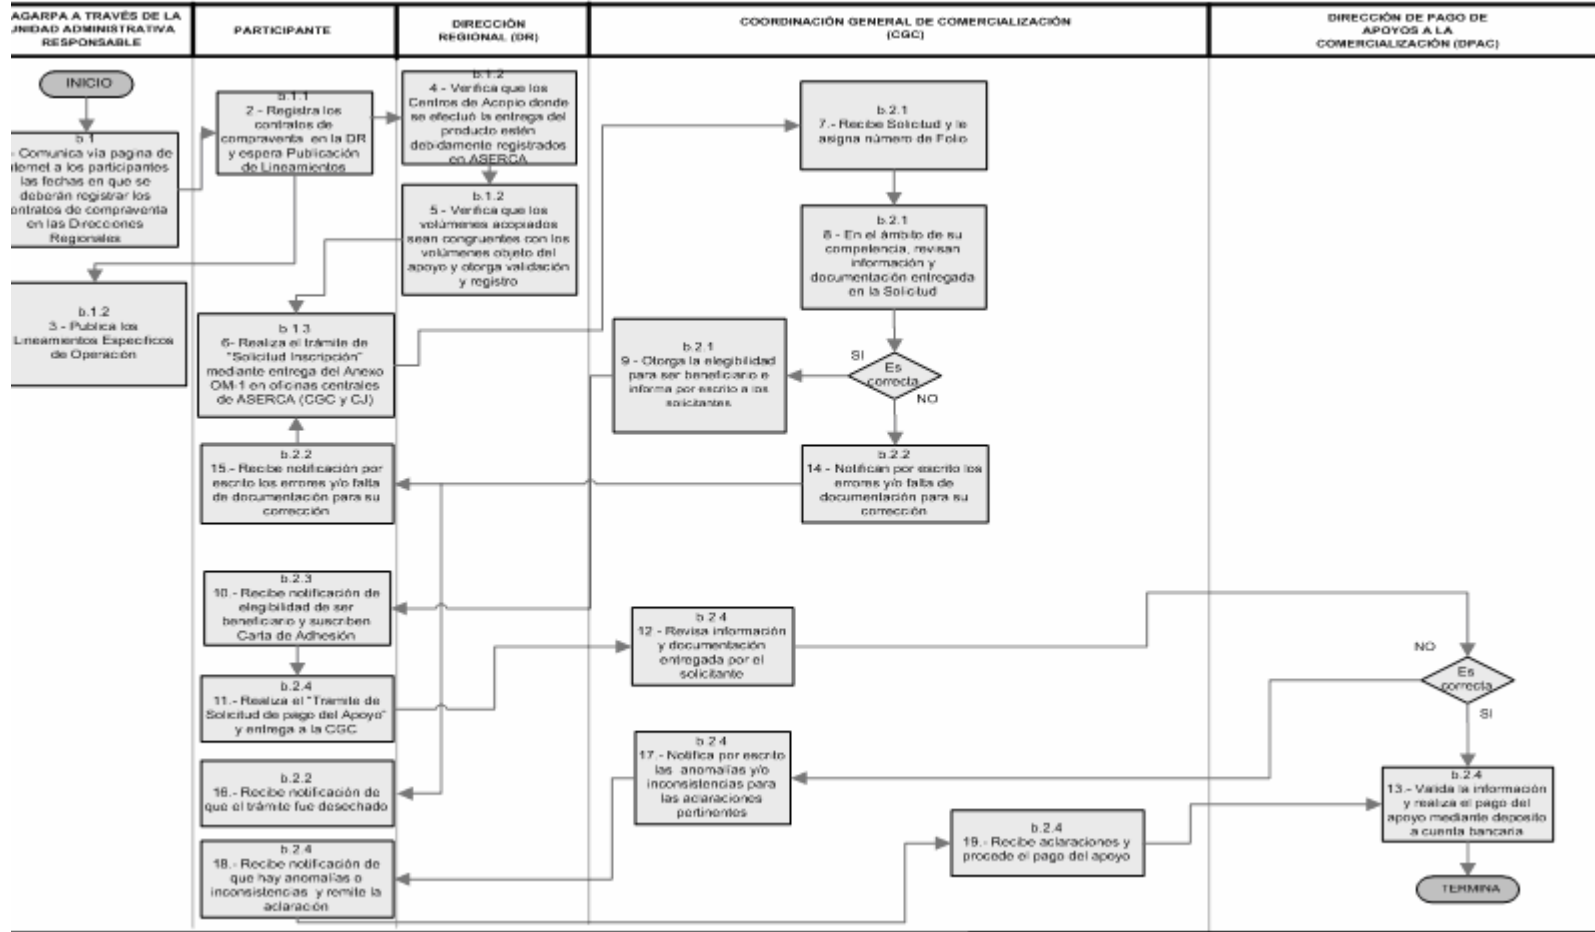 AGARPA A TRAVÉS DE LA
UNIDAD ADMINISTRATIVA
RESPONSABLE
PARTICIPANTE
DIRECCIÓN
REGIONAL (DR)
COORDINACIÓN GENERAL DE COMERCIALIZACIÓN
(CGC)
DIRECCIÓN DE PAGO DE
APOYOS A LA
COMERCIALIZACIÓN (DPAC)
INICIO
b.1
- Comunica vía pagina de
nternet a los participantes
las fechas en que se
deberán registrar los
ontratos de compraventa
en las Direcciones
Regionales
b.1.1
2 - Registra los
contratos de
compraventa en la DR
y espera Publicación
de Lineamientos
b.1.2
3 - Publica los
Lineamientos Específicos
de Operación
b.1.2
4 - Verifica que los
Centros de Acopio donde
se efectuó la entrega del
producto estén
debidamente registrados
en ASERCA
b.1.2
5 - Verifica que los
volúmenes acopiados
sean congruentes con los
volúmenes objeto del
apoyo y otorga validación
y registro
b.1.3
6- Realiza el trámite de
"Solicitud Inscripción"
mediante entrega del Anexo
OM-1 en oficinas centrales
de ASERCA (CGC y CJ)
b.2.1
7.- Recibe Solicitud y le
asigna número de Folio
b.2.1
8 - En el ámbito de su
competencia, revisan
información y
documentación entregada
en la Solicitud
Es
correcta
SI
NO
b.2.1
9 - Otorga la elegibilidad
para ser beneficiario e
informa por escrito a los
solicitantes
b.2.2
14 - Notifican por escrito los
errores y/o falta de
documentación para su
corrección
b.2.2
15.- Recibe notificación por
escrito los errores y/o falta
de documentación para su
corrección
b.2.3
10.- Recibe notificación de
elegibilidad de ser
beneficiario y suscriben
Carta de Adhesión
b.2.4
11.- Realiza el "Tramite de
Solicitud de pago del Apoyo"
y entrega a la CGC
b.2.4
12 - Revisa información
y documentación
entregada por el
solicitante
NO
Es
correcta
SI
b.2.4
13.- Valida la información
y realiza el pago del
apoyo mediante deposito
a cuenta bancaria
b.2.2
16.- Recibe notificación de
que el trámite fue desechado
b.2.4
17.- Notifica por escrito
las anomalías y/o
inconsistencias para
las aclaraciones
pertinentes
b.2.4
18.- Recibe notificación de
que hay anomalías o
inconsistencias y remite la
aclaración
b.2.4
19.- Recibe aclaraciones y
procede el pago del apoyo
TERMINA